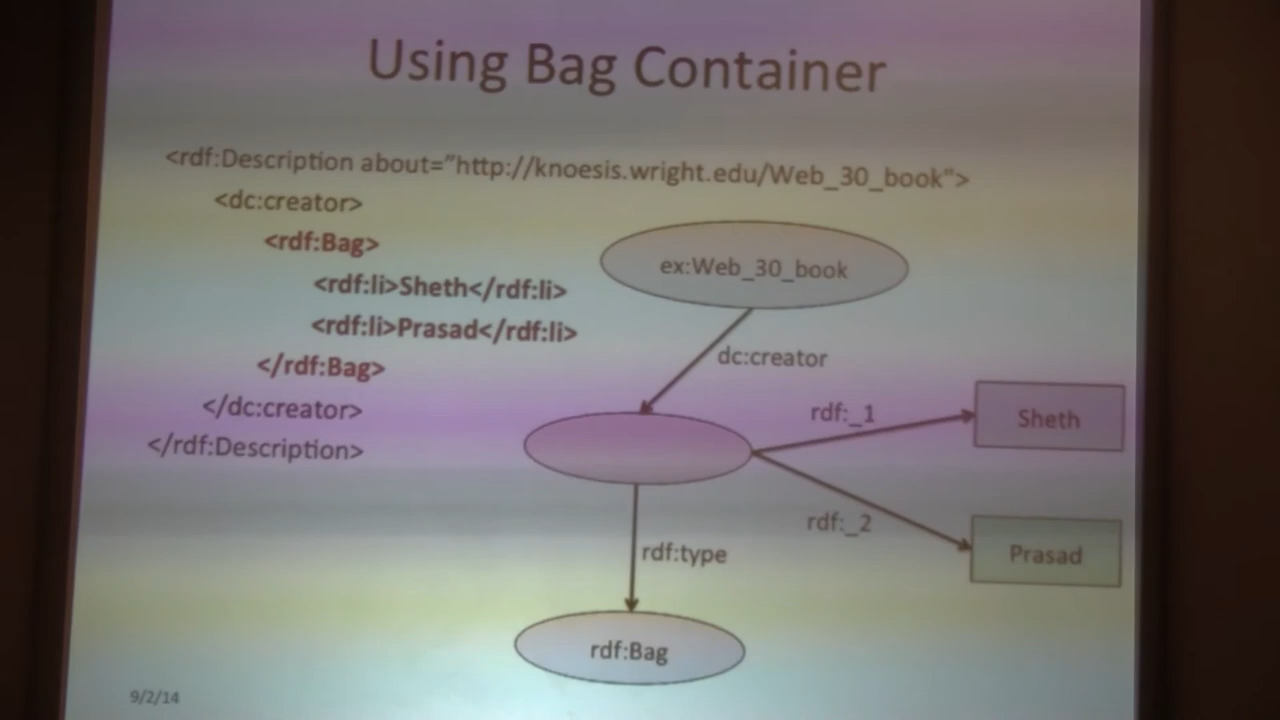 Using Bag Container
<rdf:Description about="http://knoesis.wright.edu/Web_30_book">
<dc:creator>
<rdf:Bag>
<rdf:li>Sheth</rdf:li>
<rdf:li>Prasad</rdf:li>
</rdf:Bag>
</dc:creator>
</rdf:Description>
ex:Web_30_book
dc:creator
rdf:_1
Sheth
rdf:_2
Prasad
rdf:type
rdf:Bag
9/2/14